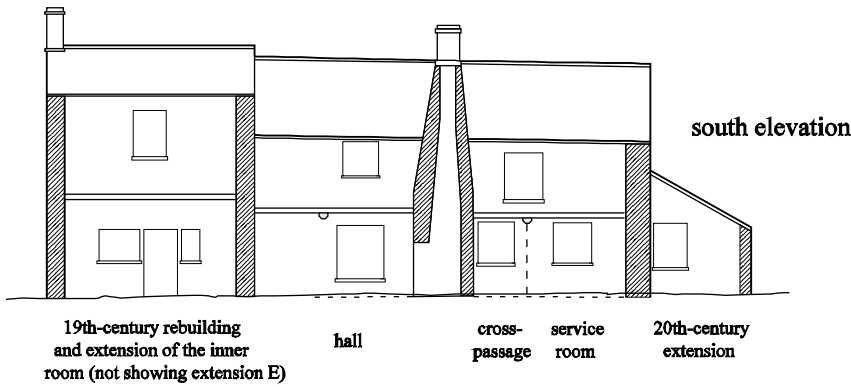 south elevation
19th-century rebuilding
and extension of the inner
room (not showing extension E)
hall
cross-
passage
service
room
20th-century
extension